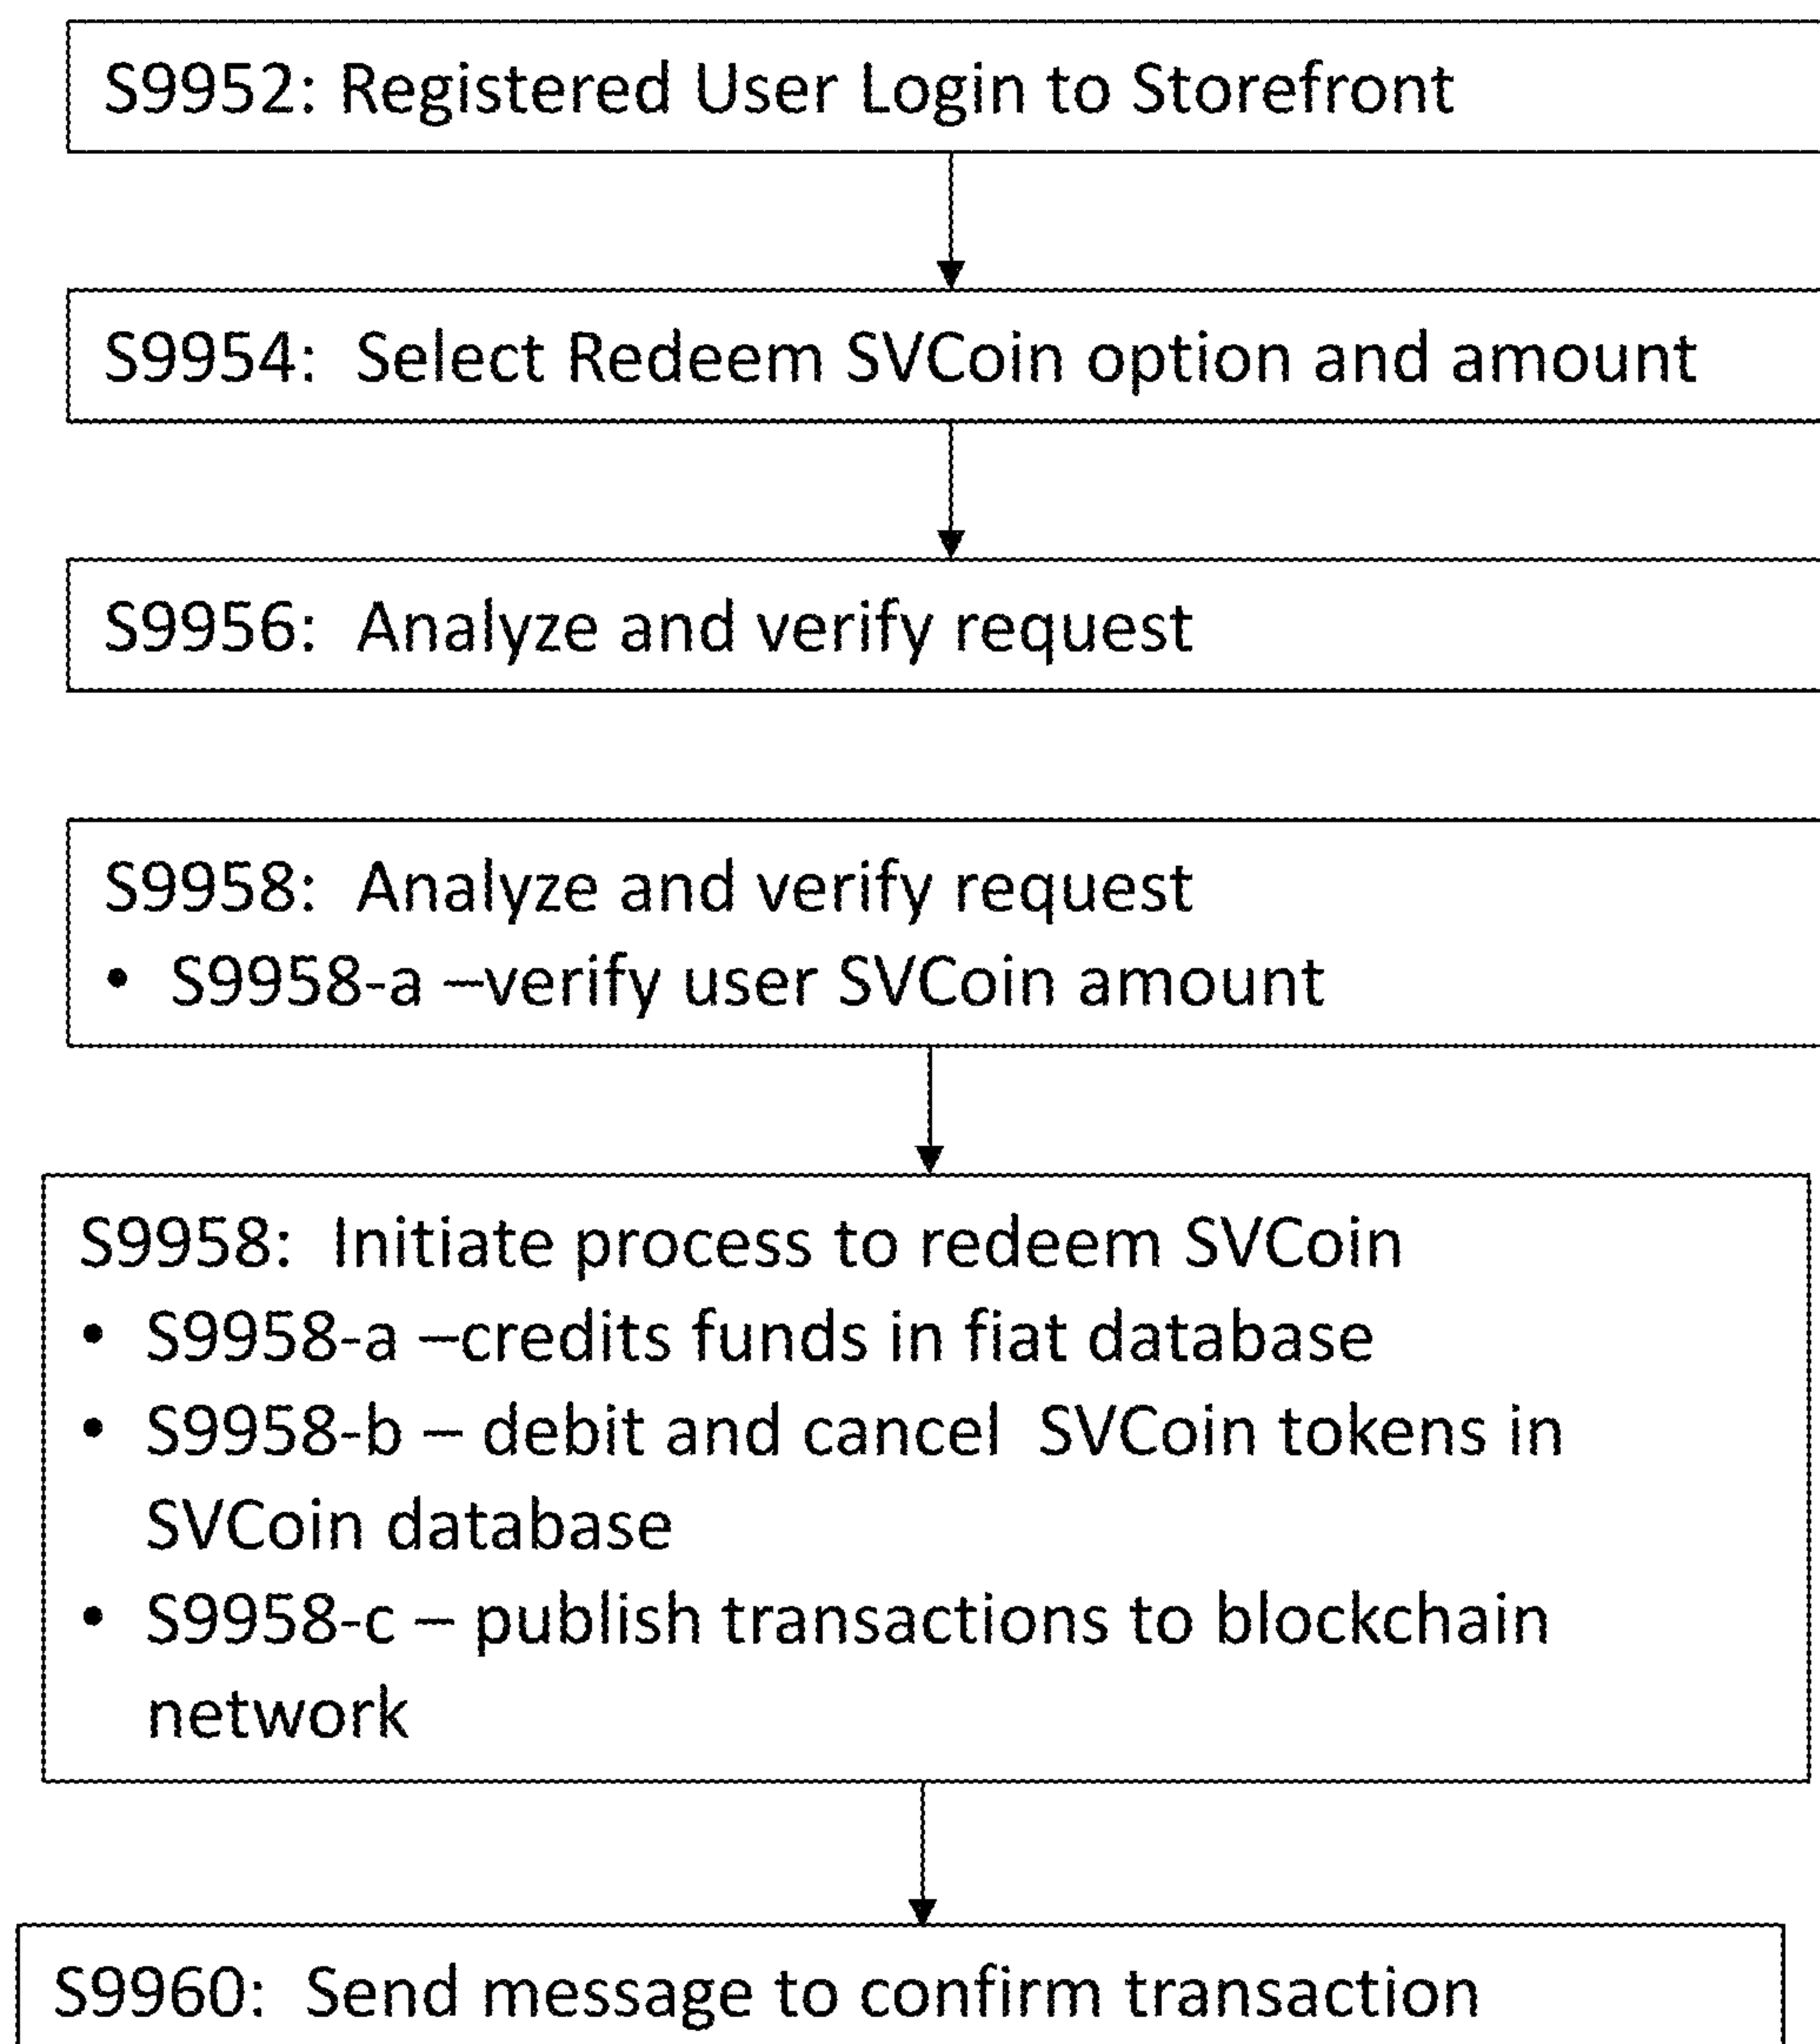 S9952: Registered User Login to Storefront
S9954: Select Redeem SVCoin option and amount
S9956: Analyze and verify request
S9958: Analyze and verify request
• S9958-a –verify user SVCoin amount
S9958: Initiate process to redeem SVCoin
• S9958-a –credits funds in fiat database
• S9958-b – debit and cancel SVCoin tokens in
SVCoin database
• S9958-c – publish transactions to blockchain
network
S9960: Send message to confirm transaction